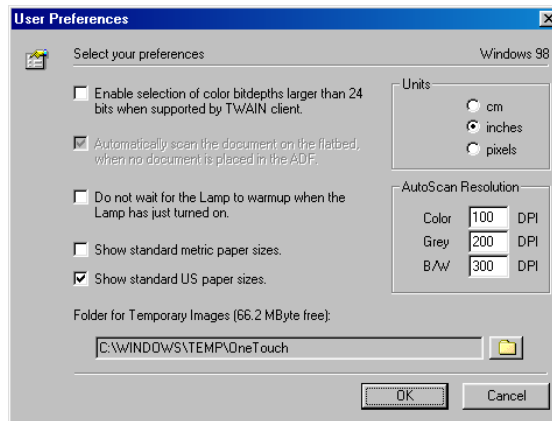 User Preferences
Select your preferences
Windows 98
Enable selection of color bitdepths larger than 24
bits when supported by TWAIN client.
Automatically scan the document on the flatbed,
when no document is placed in the ADF.
Do not wait for the Lamp to warmup when the
Lamp has just turned on.
Show standard metric paper sizes.
Show standard US paper sizes.
Units
cm
inches
pixels
AutoScan Resolution
Color 100 DPI
Grey 200 DPI
B/W 300 DPI
Folder for Temporary Images (66.2 MByte free):
C:\WINDOWS\TEMP\OneTouch
OK
Cancel